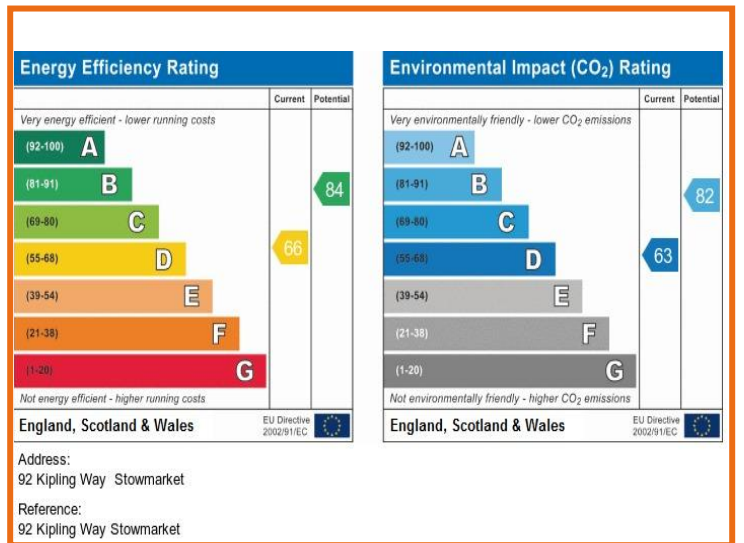 Energy Efficiency Rating
Current Potential
Very energy efficient - lower running costs
(92-100) A
(81-91) B
84
(69-80) C
(55-68) D
66
(39-54) E
(21-38) F
(1-20) G
Not energy efficient - higher running costs
England, Scotland & Wales
EU Directive
2002/91/EC
Environmental Impact (CO₂) Rating
Current Potential
Very environmentally friendly - lower CO₂ emissions
(92-100) A
(81-91) B
82
(69-80) C
(55-68) D
63
(39-54) E
(21-38) F
(1-20) G
Not environmentally friendly - higher CO₂ emissions
England, Scotland & Wales
EU Directive
2002/91/EC
Address:
92 Kipling Way Stowmarket
Reference:
92 Kipling Way Stowmarket